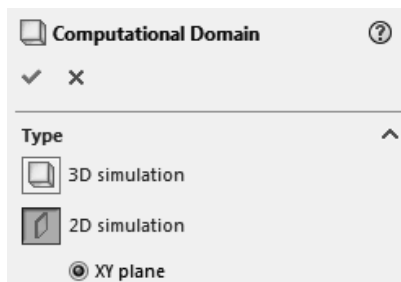 Computational Domain
Type
3D simulation
2D simulation
XY plane